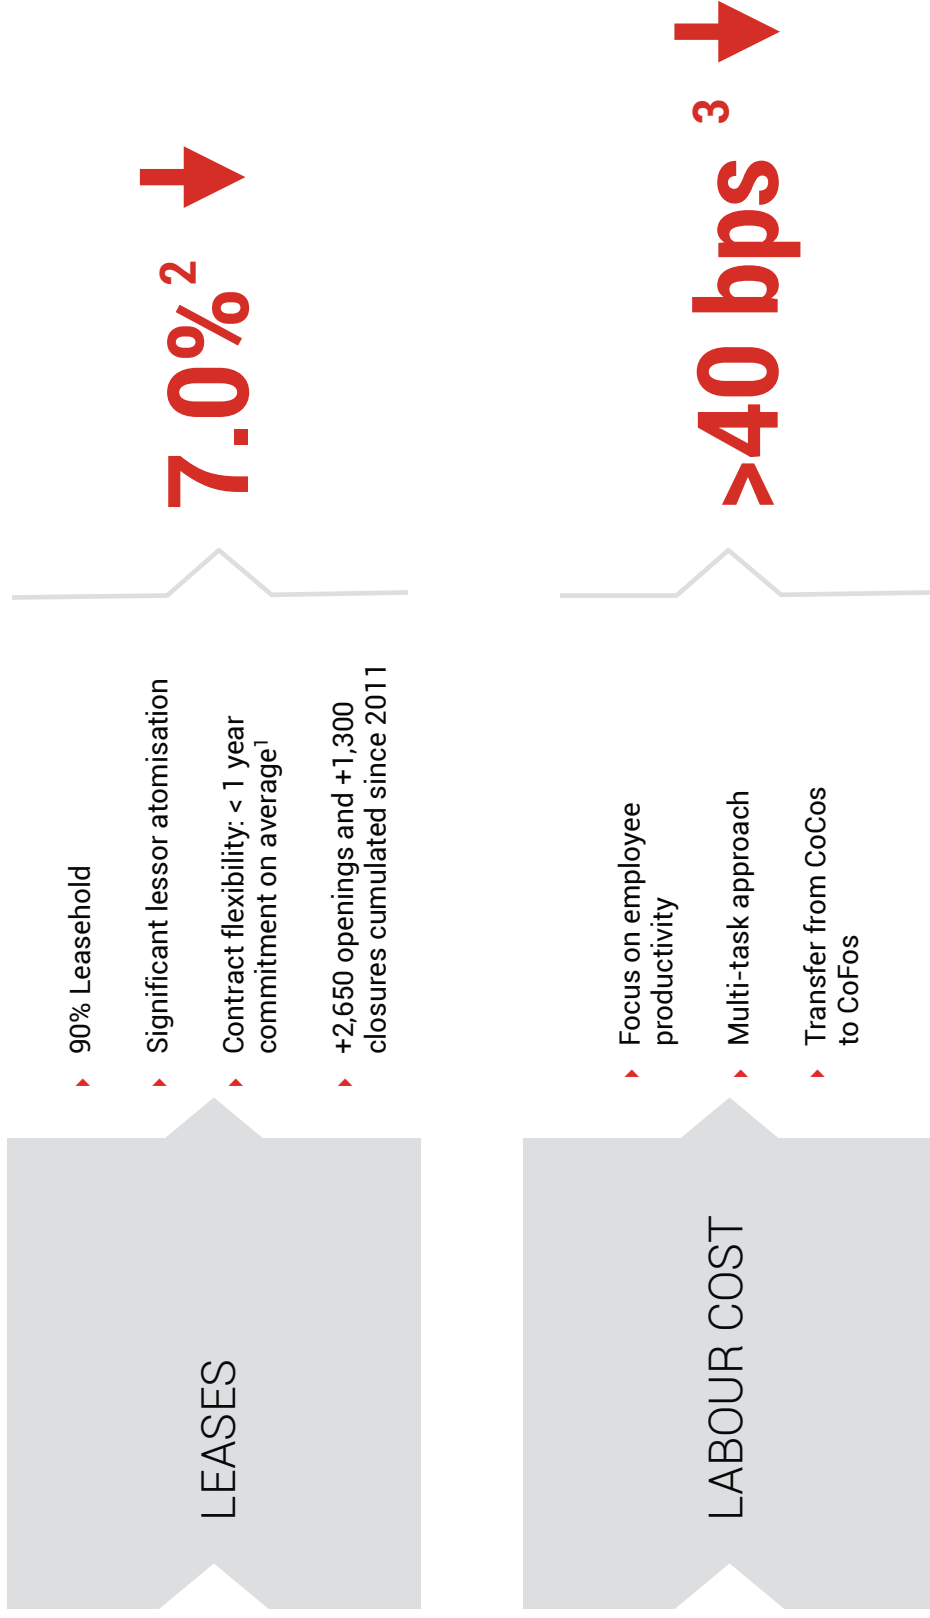 LEASES
90% Leasehold
Significant lessor atomisation
Contract flexibility: < 1 year
commitment on average1
+2,650 openings and +1,300
closures cumulated since 2011
7.0%2
LABOUR COST
Focus on employee
productivity
Multi-task approach
Transfer from CoCos
to CoFos
>40 bps 3